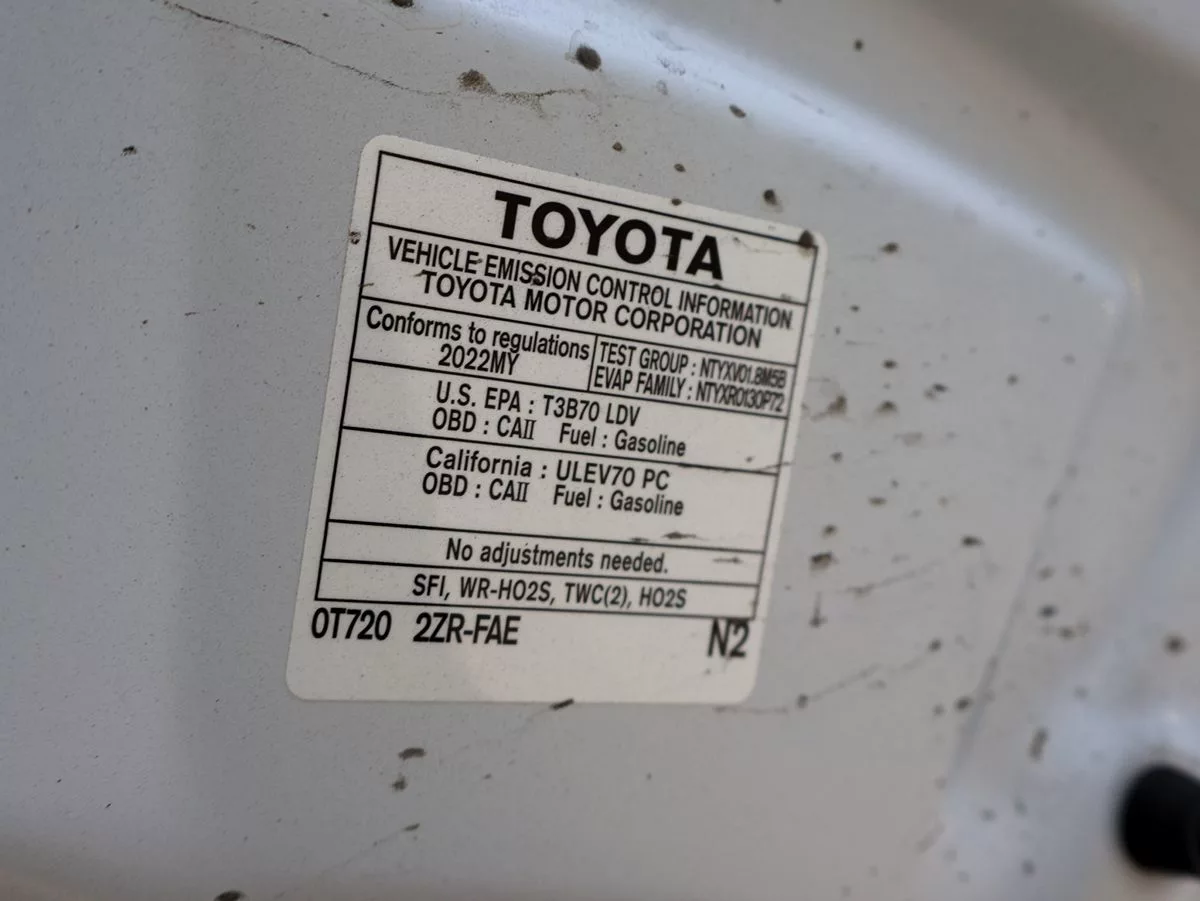 TOYOTA
VEHICLE EMISSION CONTROL INFORMATION
TOYOTA MOTOR CORPORATION
Conforms to regulations
2022MY
TEST GROUP : NTYXV01.8M5B
EVAP FAMILY : NTYXR0130P72
U.S. EPA : T3B70 LDV
OBD : CAⅡ Fuel : Gasoline
California : ULEV70 PC
OBD : CAⅡ Fuel : Gasoline
No adjustments needed.
SFI, WR-HO2S, TWC(2), HO2S
0T720 2ZR-FAE N2